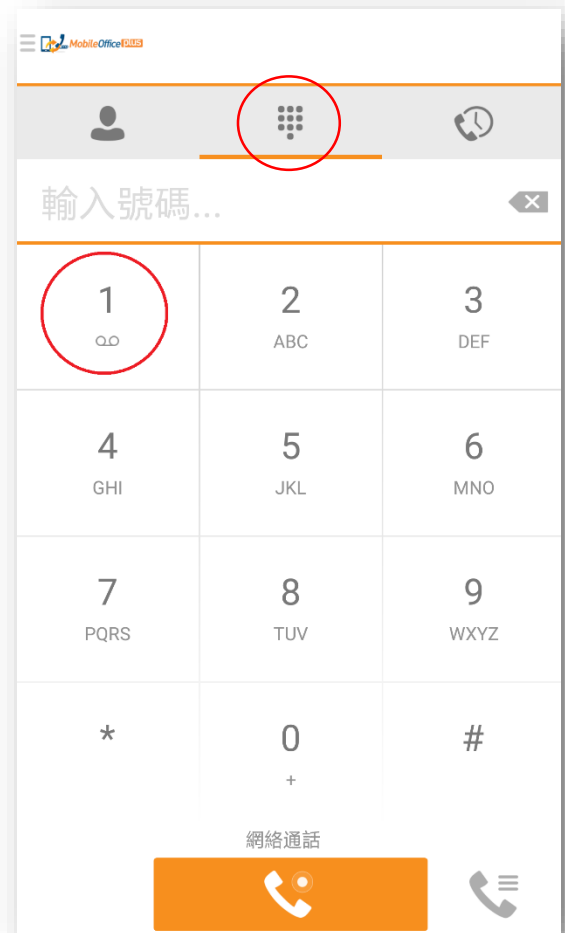 MobileOffice plus
輸入號碼...
1 2 3
ABC DEF
4 5 6
GHI JKL MNO
7 8 9
PQRS TUV WXYZ
* 0 #
+
網絡通話